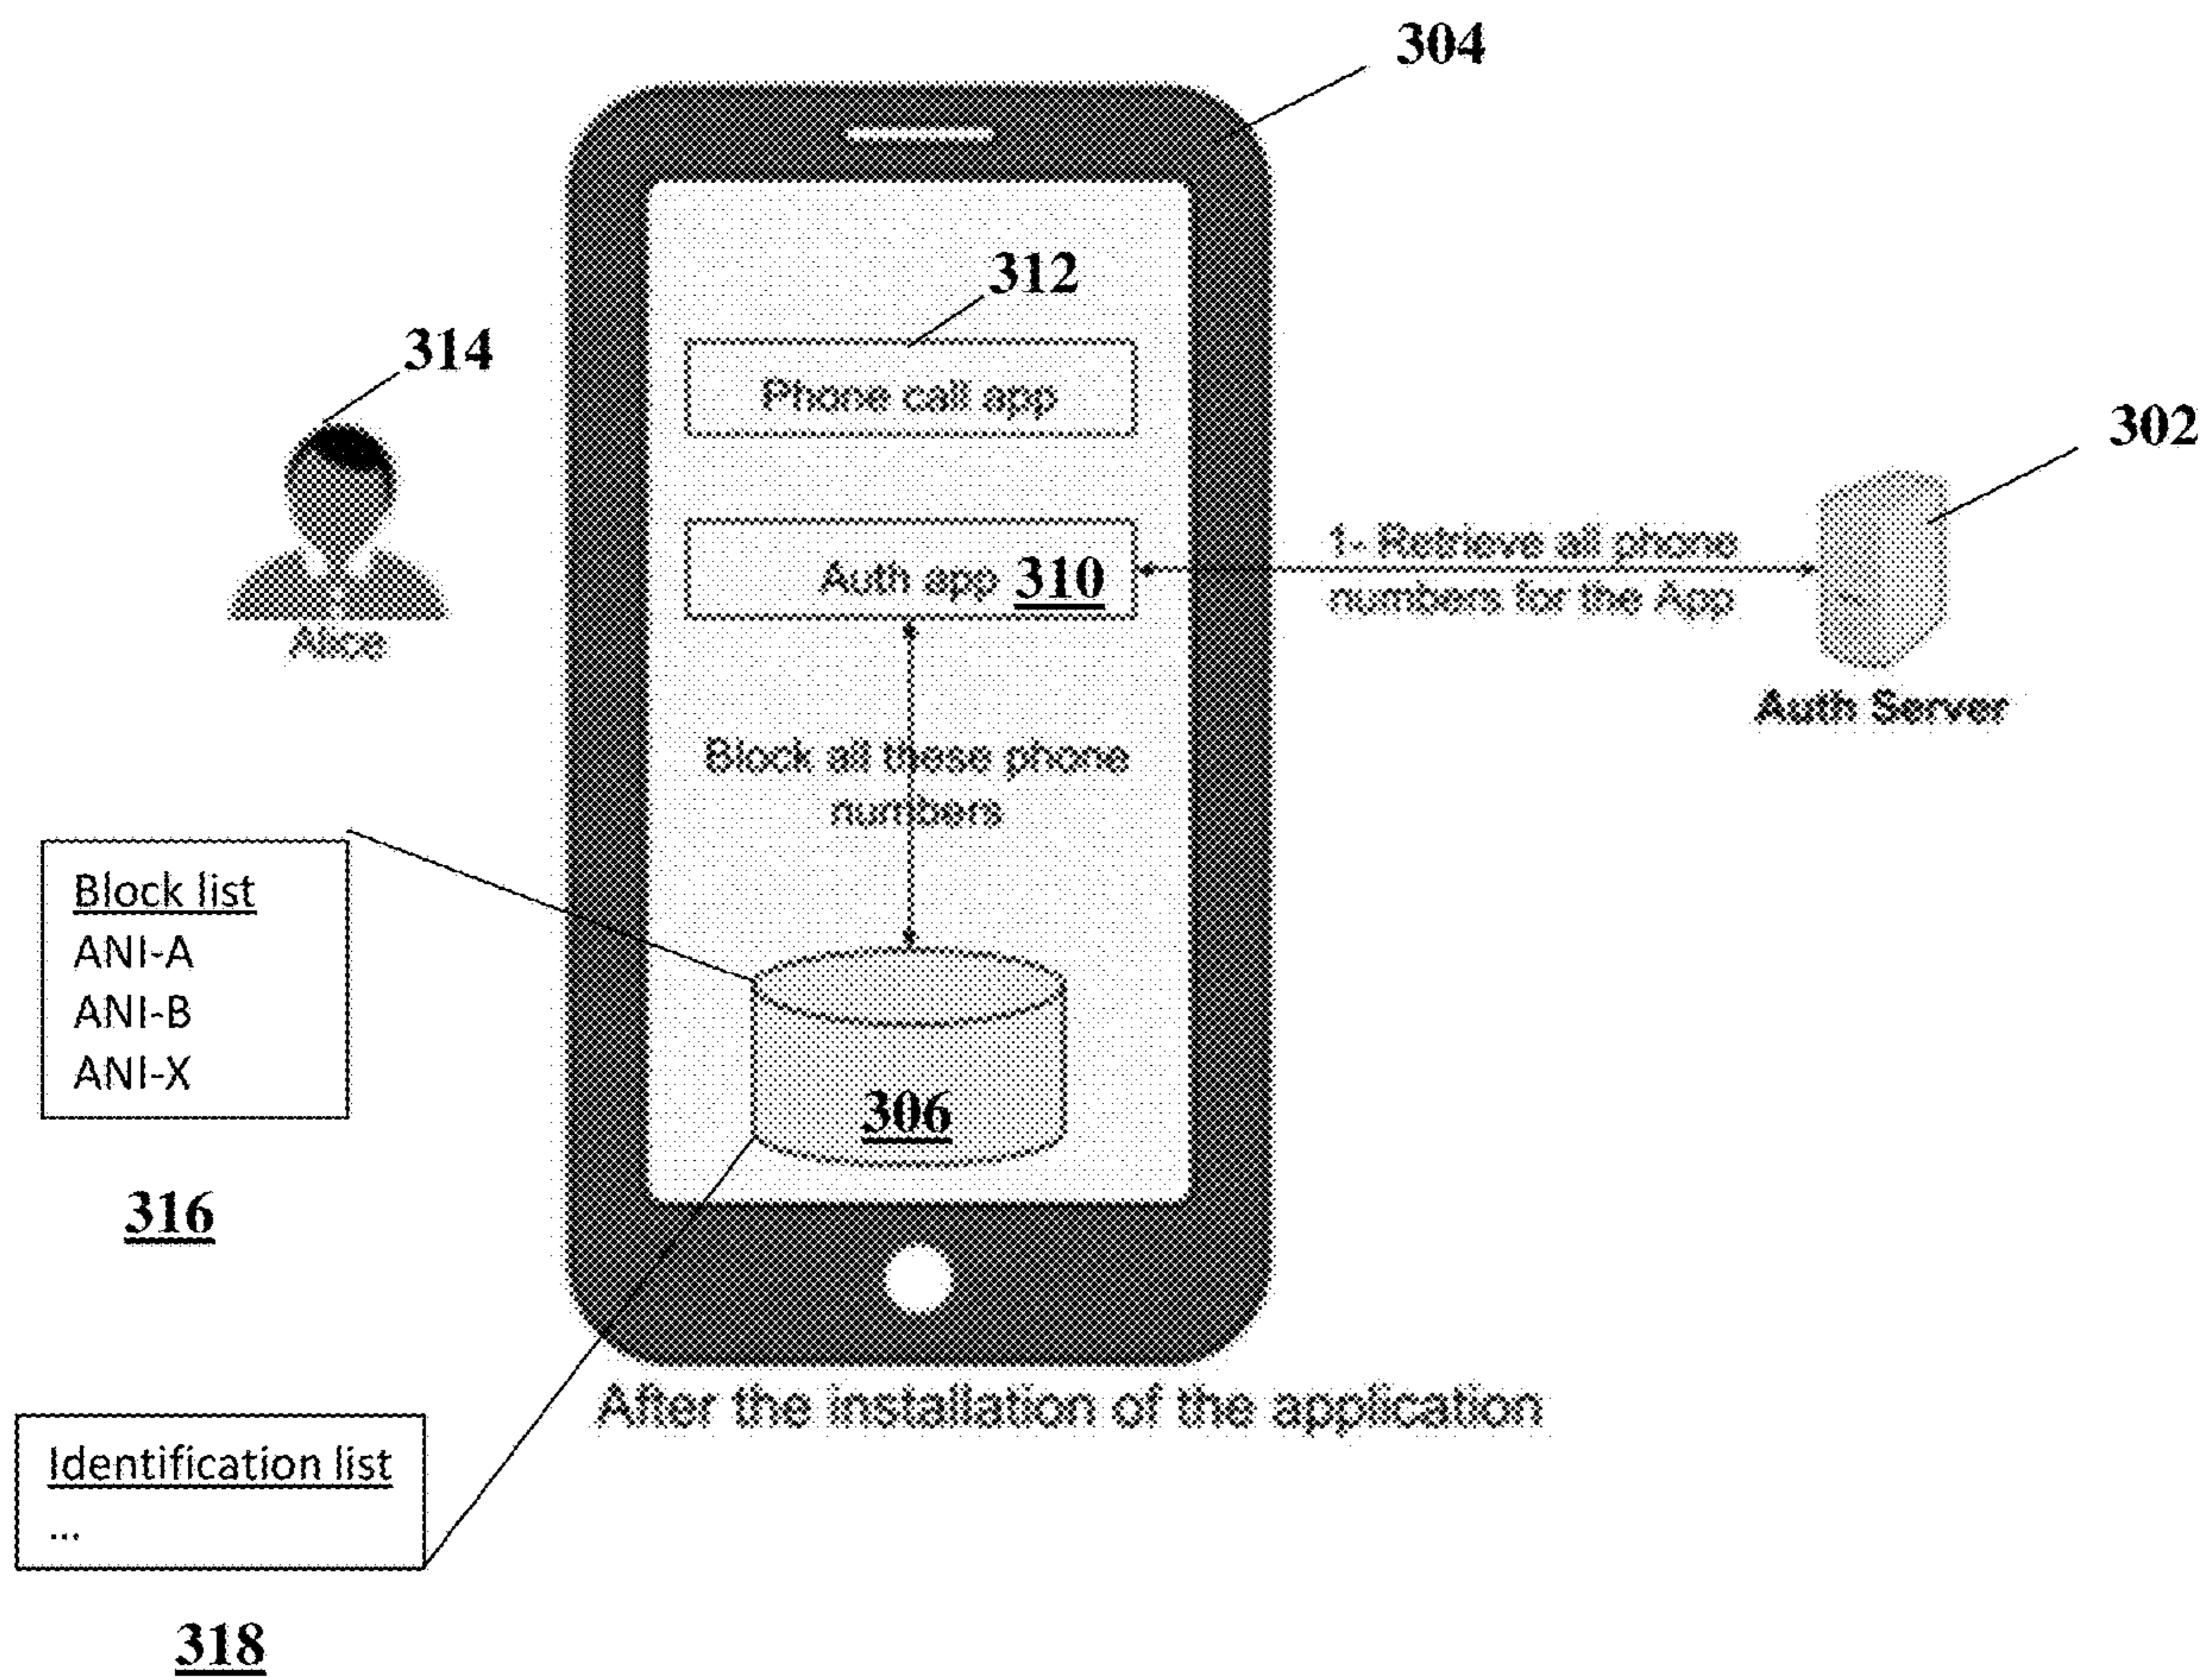 304
312
314
Phone call app
302
1- Retrieve all phone
numbers for the App
Auth app 310
Alice
Auth Server
Block all these phone
numbers
Block list
ANI-A
ANI-B
ANI-X
306
316
After the installation of the application
Identification list
...
318